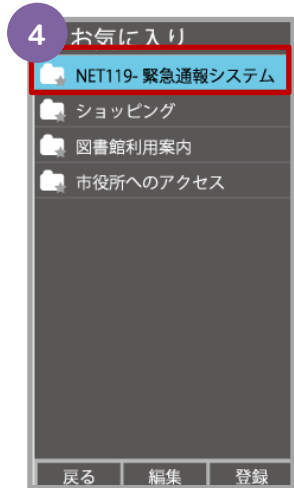 4
お気に入り
NET119- 緊急通報システム
ショッピング
図書館利用案内
市役所へのアクセス
戻る 編集 登録